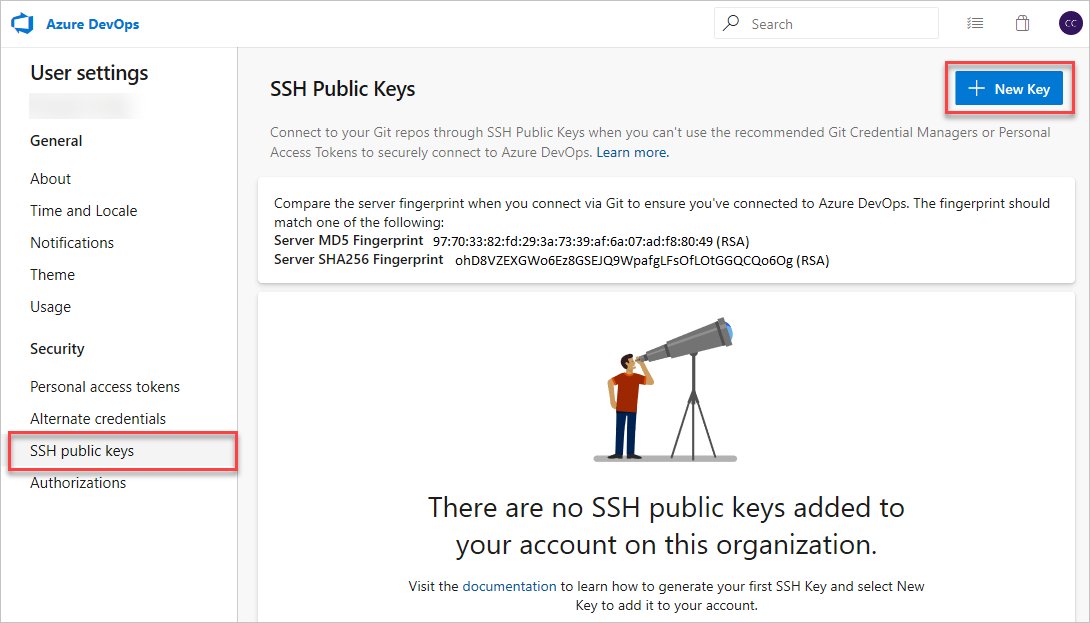 Azure DevOps
Search
CC
User settings
General
About
Time and Locale
Notifications
Theme
Usage
Security
Personal access tokens
Alternate credentials
SSH public keys
Authorizations
SSH Public Keys
New Key
Connect to your Git repos through SSH Public Keys when you can't use the recommended Git Credential Managers or Personal
Access Tokens to securely connect to Azure DevOps. Learn more.
Compare the server fingerprint when you connect via Git to ensure you've connected to Azure DevOps. The fingerprint should
match one of the following:
Server MD5 Fingerprint 97:70:33:82:fd:29:3a:73:39:af:6a:07:ad:f8:80:49 (RSA)
Server SHA256 Fingerprint ohD8VZEXGWo6Ez8GSEJQ9WpafgLFsOfLOtGGQCQo6Og (RSA)
There are no SSH public keys added to
your account on this organization.
Visit the documentation to learn how to generate your first SSH Key and select New
Key to add it to your account.